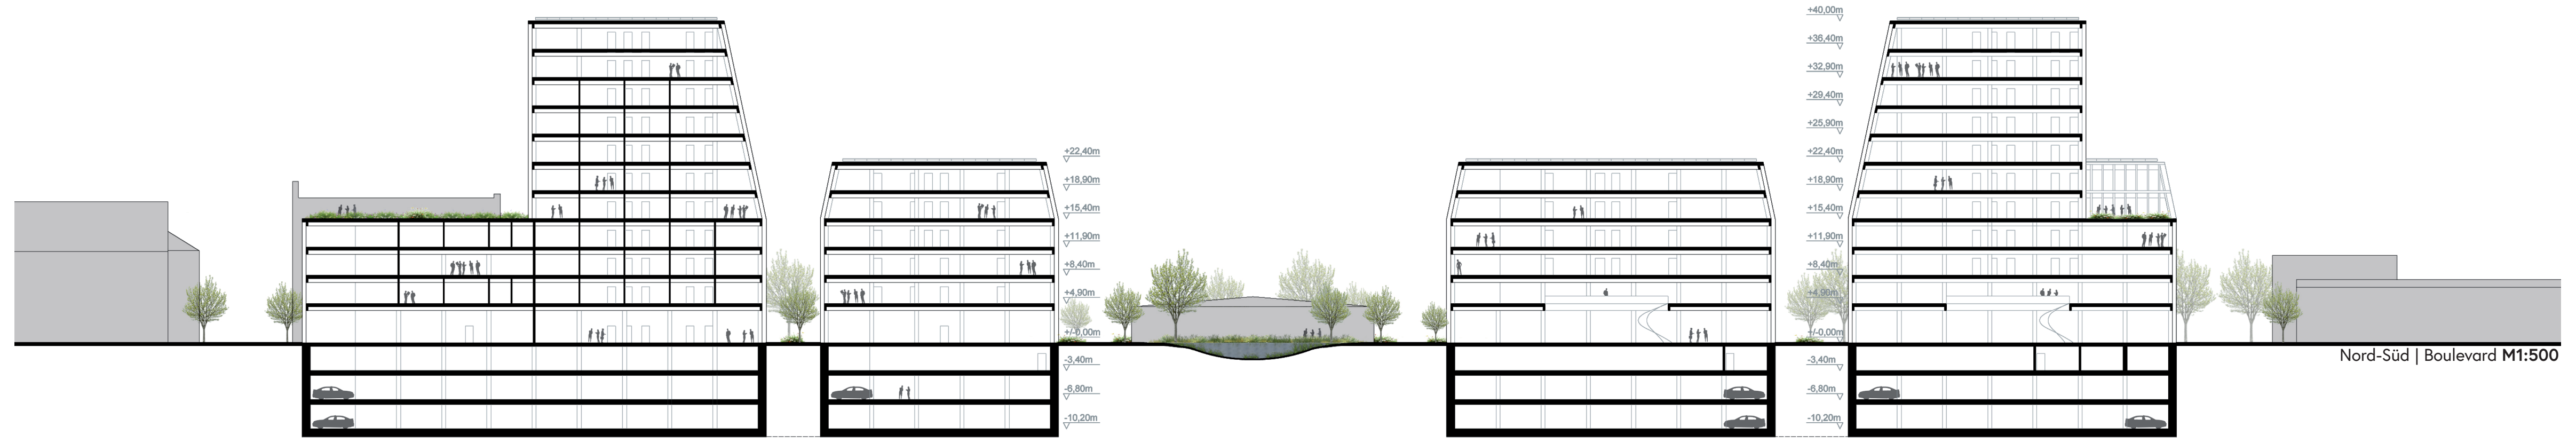 +22,40m
+18,90m
+15,40m
+11,90m
+8,40m
+4,90m
+/-0,00m
-3,40m
-6,80m
-10,20m
+40,00m
+36,40m
+32,90m
+29,40m
+25,90m
+22,40m
+18,90m
+15,40m
+11,90m
+8,40m
+4,90m
+/-0,00m
-3,40m
-6,80m
-10,20m
Nord-Süd | Boulevard M1:500